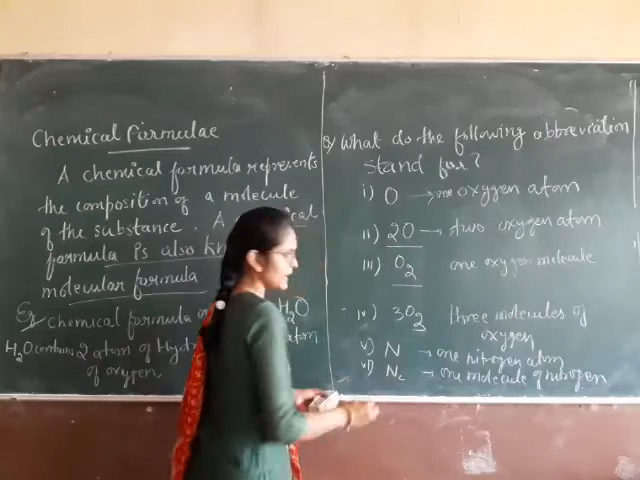 Chemical Formulae
A chemical formula represents
the composition of a molecule
of the substance. A
formula is also
molecular formula
Eg chemical formula H2O
H2O contains 2 atom of atom
of oxygen
Q) What do the following abbreviation
stand for?
i) O → one oxygen atom
ii) 2O → two oxygen atom
iii) O2 one oxygen molecule
iv) 3O2 three molecules of
oxygen
v) N → one nitrogen atom
vi) N2 → one molecule of nitrogen